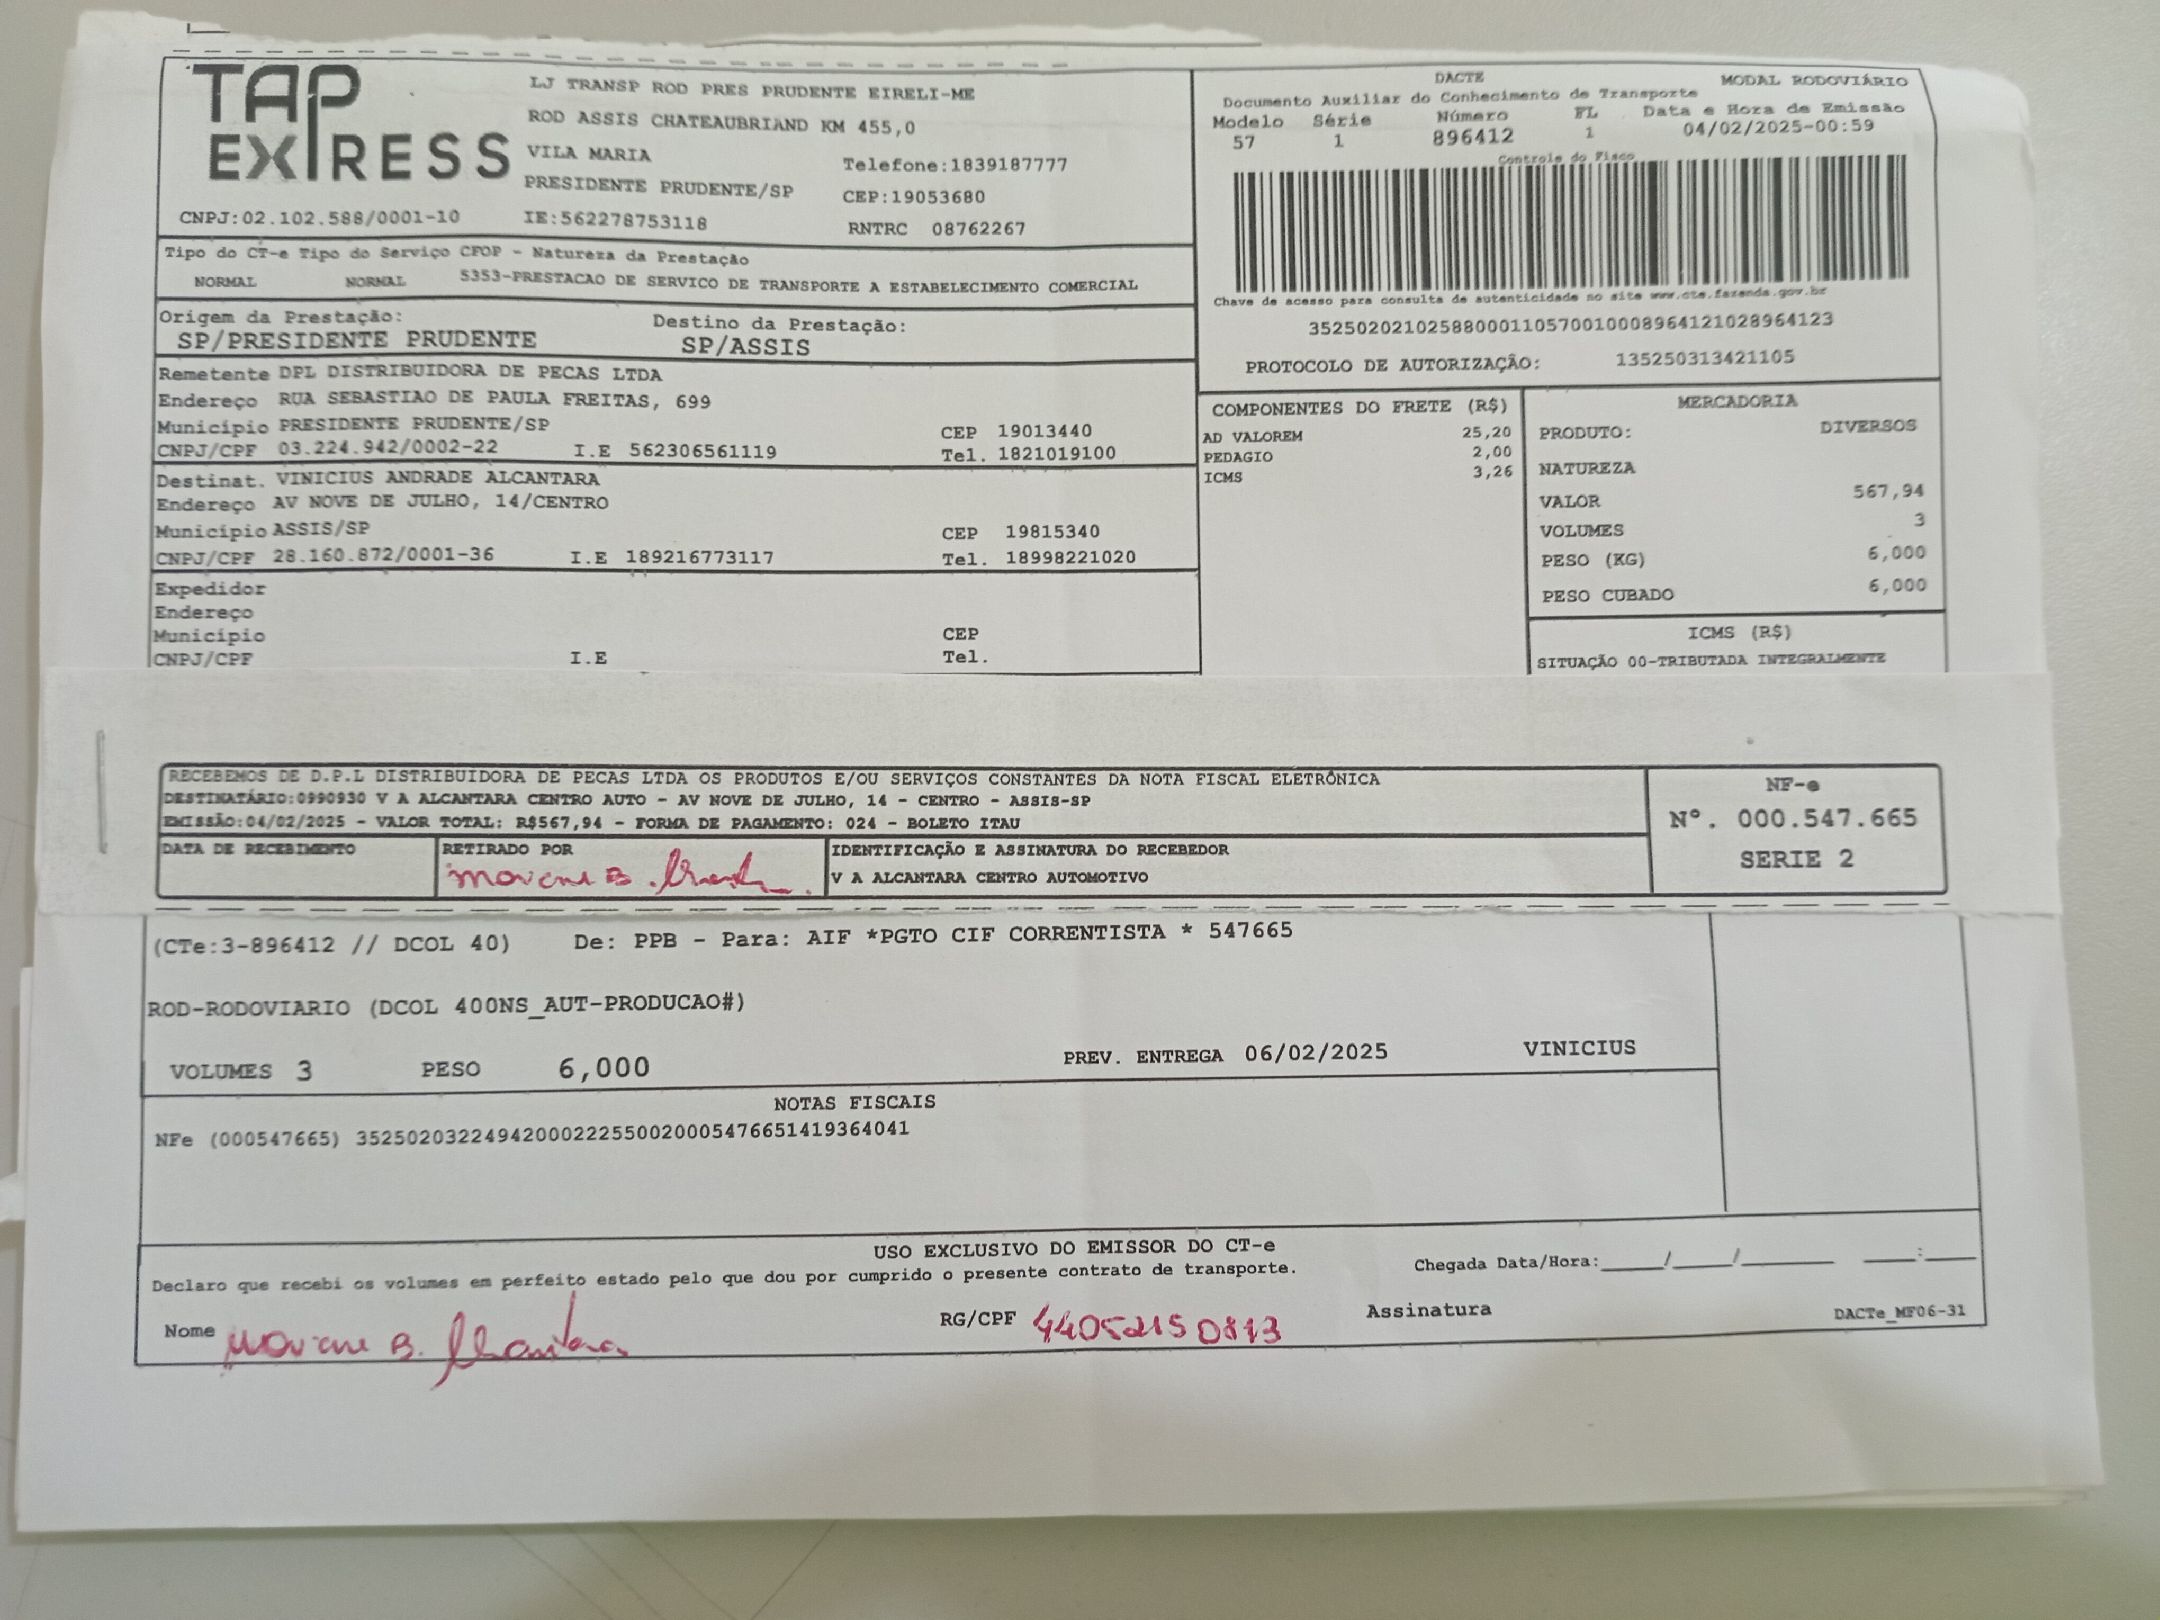 TAP EXPRESS
LJ TRANSP ROD PRES PRUDENTE EIRELI-ME
ROD ASSIS CHATEAUBRIAND KM 455,0
VILA MARIA
Telefone:1839187777
PRESIDENTE PRUDENTE/SP
CEP:19053680
CNPJ:02.102.588/0001-10 IE:562278753118
RNTRC 08762267
DACTE MODAL RODOVIÁRIO
Documento Auxiliar do Conhecimento de Transporte
Modelo Série Número FL Data e Hora de Emissão
57 1 896412 1 04/02/2025-00:59
Controle do Fisco
Chave de acesso para consulta de autenticidade no site www.cte.fazenda.gov.br
35250202102588000110570010008964121028964123
PROTOCOLO DE AUTORIZAÇÃO: 135250313421105
Tipo do CT-e Tipo do Serviço CFOP - Natureza da Prestação
NORMAL NORMAL 5353-PRESTACAO DE SERVICO DE TRANSPORTE A ESTABELECIMENTO COMERCIAL
Origem da Prestação: Destino da Prestação:
SP/PRESIDENTE PRUDENTE SP/ASSIS
Remetente DPL DISTRIBUIDORA DE PECAS LTDA
Endereço RUA SEBASTIAO DE PAULA FREITAS, 699
Município PRESIDENTE PRUDENTE/SP CEP 19013440
CNPJ/CPF 03.224.942/0002-22 I.E 562306561119 Tel. 1821019100
Destinat. VINICIUS ANDRADE ALCANTARA
Endereço AV NOVE DE JULHO, 14/CENTRO
Município ASSIS/SP CEP 19815340
CNPJ/CPF 28.160.872/0001-36 I.E 189216773117 Tel. 18998221020
Expedidor
Endereço
Município CEP
CNPJ/CPF I.E Tel.
COMPONENTES DO FRETE (R$)
AD VALOREM 25,20
PEDAGIO 2,00
ICMS 3,26
MERCADORIA
PRODUTO: DIVERSOS
NATUREZA
VALOR 567,94
VOLUMES 3
PESO (KG) 6,000
PESO CUBADO 6,000
ICMS (R$)
SITUAÇÃO 00-TRIBUTADA INTEGRALMENTE
RECEBEMOS DE D.P.L DISTRIBUIDORA DE PECAS LTDA OS PRODUTOS E/OU SERVIÇOS CONSTANTES DA NOTA FISCAL ELETRÔNICA
DESTINATÁRIO:0990930 V A ALCANTARA CENTRO AUTO - AV NOVE DE JULHO, 14 - CENTRO - ASSIS-SP
EMISSÃO:04/02/2025 - VALOR TOTAL: R$567,94 - FORMA DE PAGAMENTO: 024 - BOLETO ITAU
NF-e
Nº. 000.547.665
SERIE 2
DATA DE RECEBIMENTO RETIRADO POR IDENTIFICAÇÃO E ASSINATURA DO RECEBEDOR
V A ALCANTARA CENTRO AUTOMOTIVO
(CTe:3-896412 // DCOL 40) De: PPB - Para: AIF *PGTO CIF CORRENTISTA * 547665
ROD-RODOVIARIO (DCOL 400NS_AUT-PRODUCAO#)
VOLUMES 3 PESO 6,000 PREV. ENTREGA 06/02/2025 VINICIUS
NOTAS FISCAIS
NFe (000547665) 35250203224942000222550020005476651419364041
USO EXCLUSIVO DO EMISSOR DO CT-e
Declaro que recebi os volumes em perfeito estado pelo que dou por cumprido o presente contrato de transporte.
Chegada Data/Hora:_____/_____/________ ____:____
Nome RG/CPF Assinatura DACTe_MF06-31